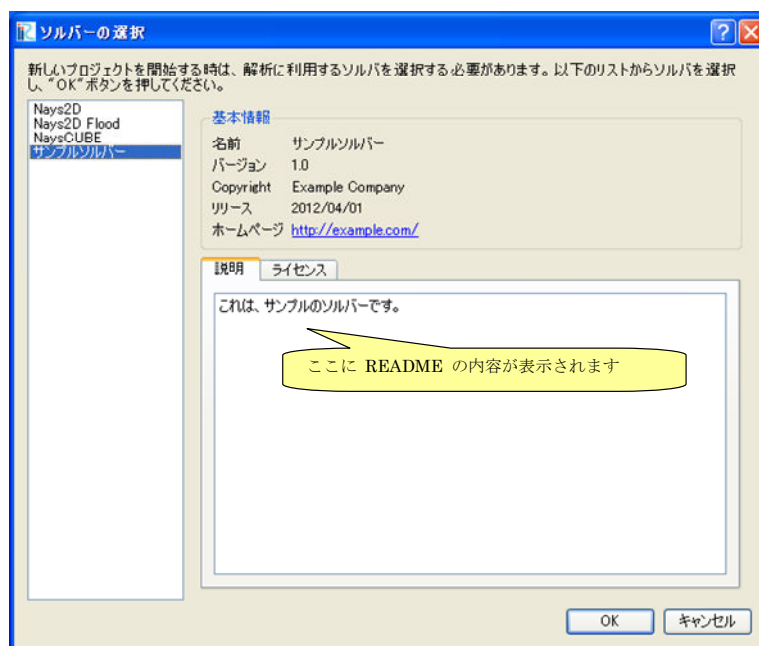 ソルバーの選択
新しいプロジェクトを開始する時は、解析に利用するソルバを選択する必要があります。以下のリストからソルバを選択
し、"OK"ボタンを押してください。
Nays2D
Nays2D Flood
NaysCUBE
サンプルソルバー
基本情報
名前 サンプルソルバー
バージョン 1.0
Copyright Example Company
リリース 2012/04/01
ホームページ http://example.com/
説明 ライセンス
これは、サンプルのソルバーです。
ここに README の内容が表示されます
OK キャンセル